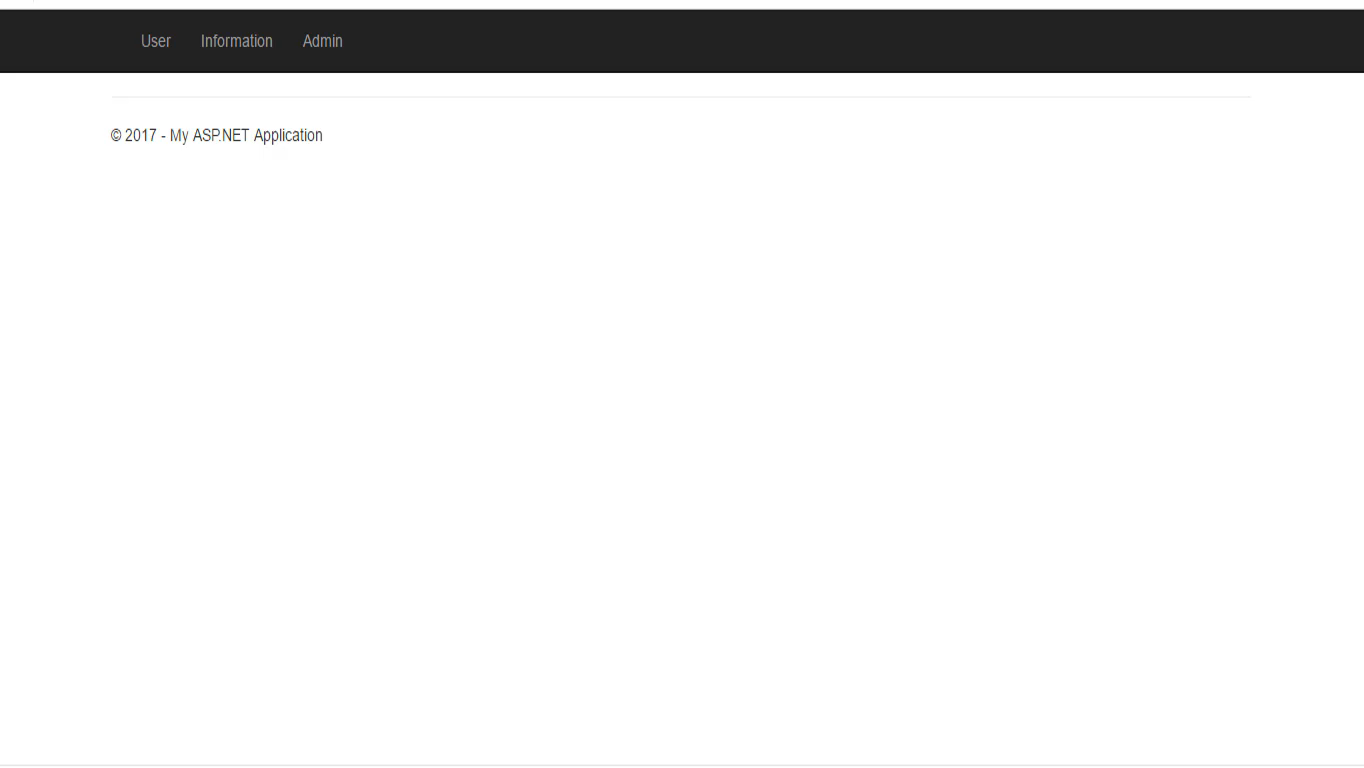 User Information Admin
© 2017 - My ASP.NET Application